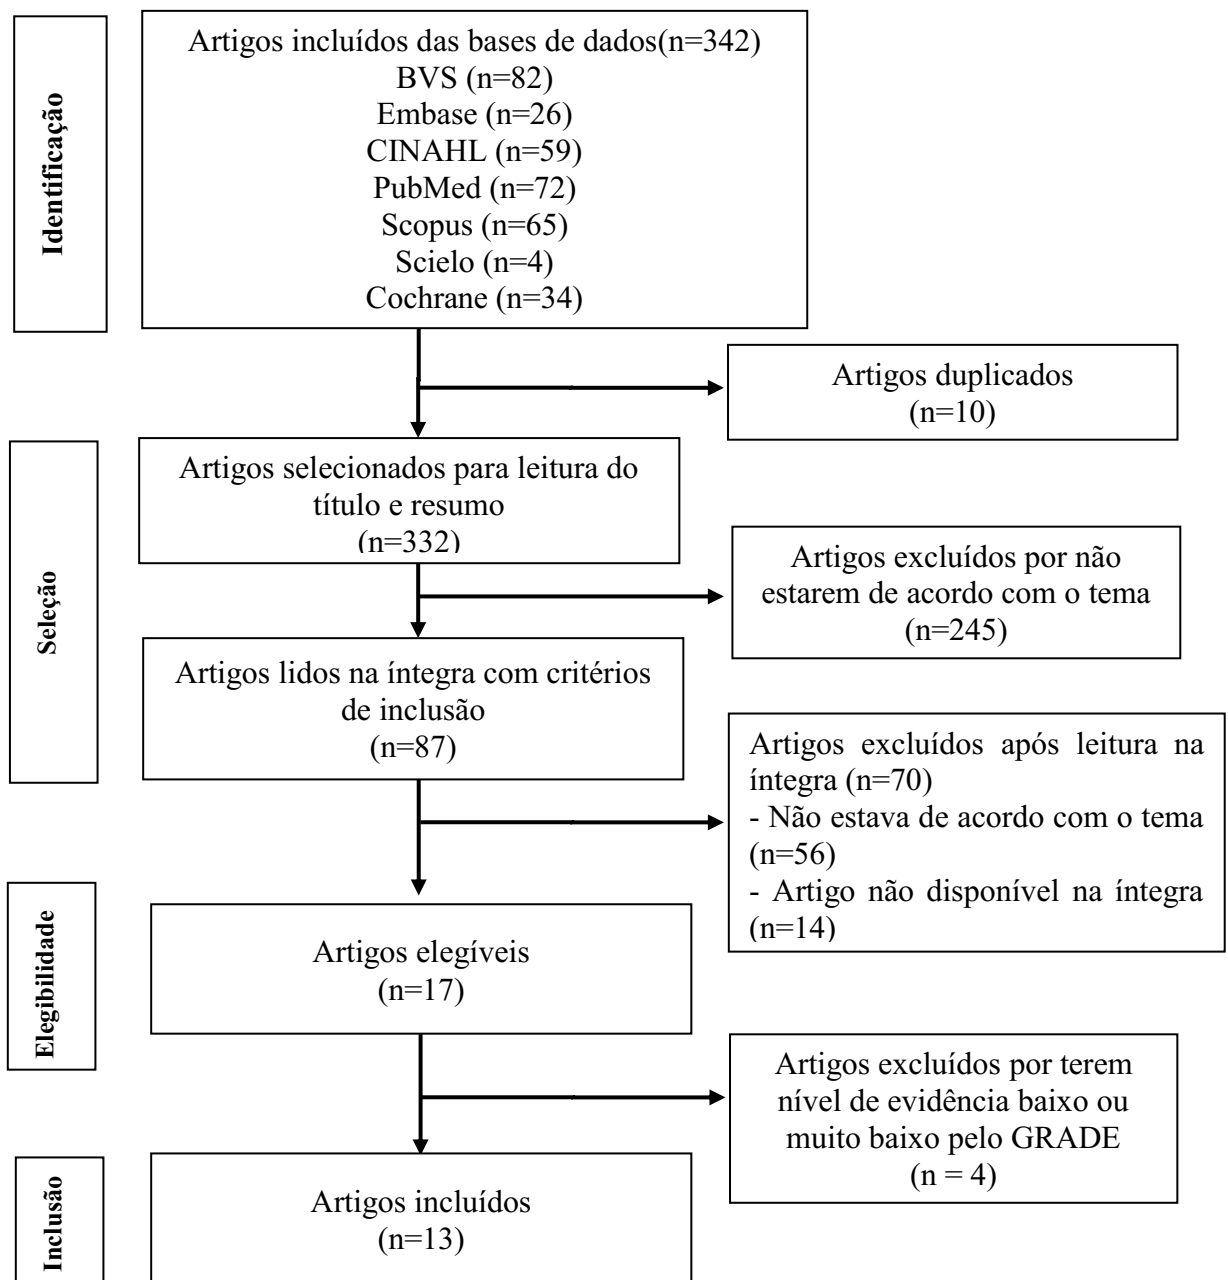 Identificação
Artigos incluídos das bases de dados(n=342)
BVS (n=82)
Embase (n=26)
CINAHL (n=59)
PubMed (n=72)
Scopus (n=65)
Scielo (n=4)
Cochrane (n=34)
Artigos duplicados
(n=10)
Seleção
Artigos selecionados para leitura do
título e resumo
(n=332)
Artigos excluídos por não
estarem de acordo com o tema
(n=245)
Artigos lidos na íntegra com critérios
de inclusão
(n=87)
Artigos excluídos após leitura na
íntegra (n=70)
- Não estava de acordo com o tema
(n=56)
- Artigo não disponível na íntegra
(n=14)
Elegibilidade
Artigos elegíveis
(n=17)
Artigos excluídos por terem
nível de evidência baixo ou
muito baixo pelo GRADE
(n = 4)
Inclusão
Artigos incluídos
(n=13)